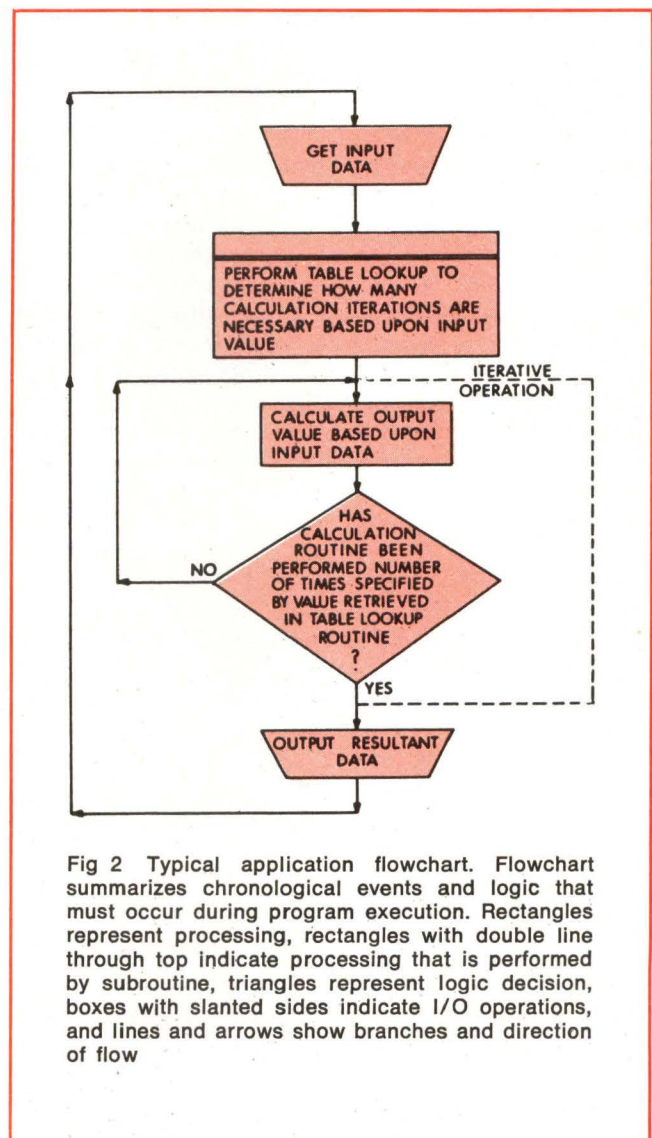 GET INPUT
DATA
PERFORM TABLE LOOKUP TO
DETERMINE HOW MANY
CALCULATION ITERATIONS ARE
NECESSARY BASED UPON INPUT
VALUE
ITERATIVE
OPERATION
CALCULATE OUTPUT
VALUE BASED UPON
INPUT DATA
HAS
CALCULATION
ROUTINE BEEN
PERFORMED NUMBER
OF TIMES SPECIFIED
BY VALUE RETRIEVED
IN TABLE LOOKUP
ROUTINE
?
NO
YES
OUTPUT RESULTANT
DATA
Fig 2 Typical application flowchart. Flowchart
summarizes chronological events and logic that
must occur during program execution. Rectangles
represent processing, rectangles with double line
through top indicate processing that is performed
by subroutine, triangles represent logic decision,
boxes with slanted sides indicate I/O operations,
and lines and arrows show branches and direction
of flow